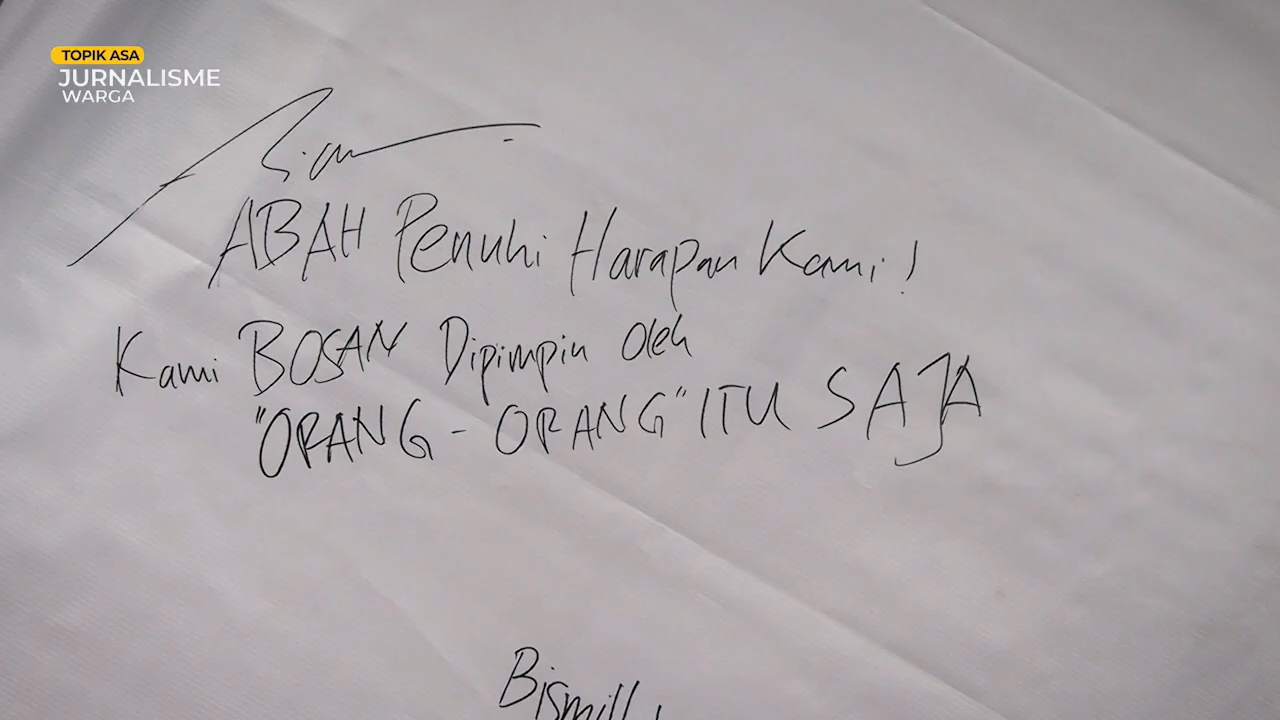 TOPIK ASA
JURNALISME
WARGA
ABAH Penuhi Harapan Kami !
Kami BOSAN Dipimpin Oleh
"ORANG - ORANG" ITU SAJA